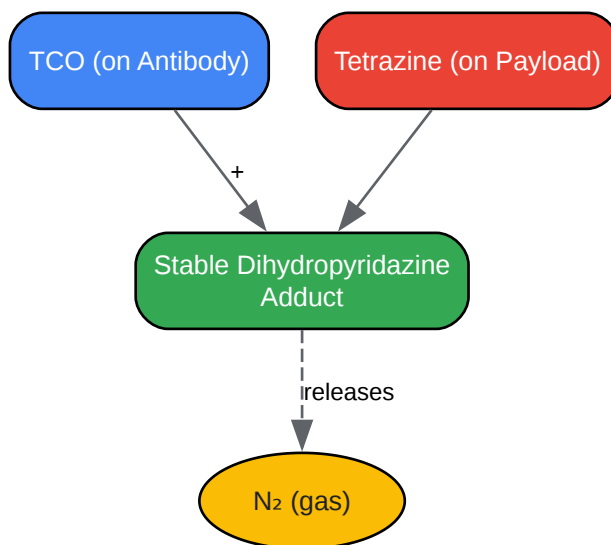 TCO (on Antibody)
Tetrazine (on Payload)
+
Stable Dihydropyridazine
Adduct
releases
N₂ (gas)